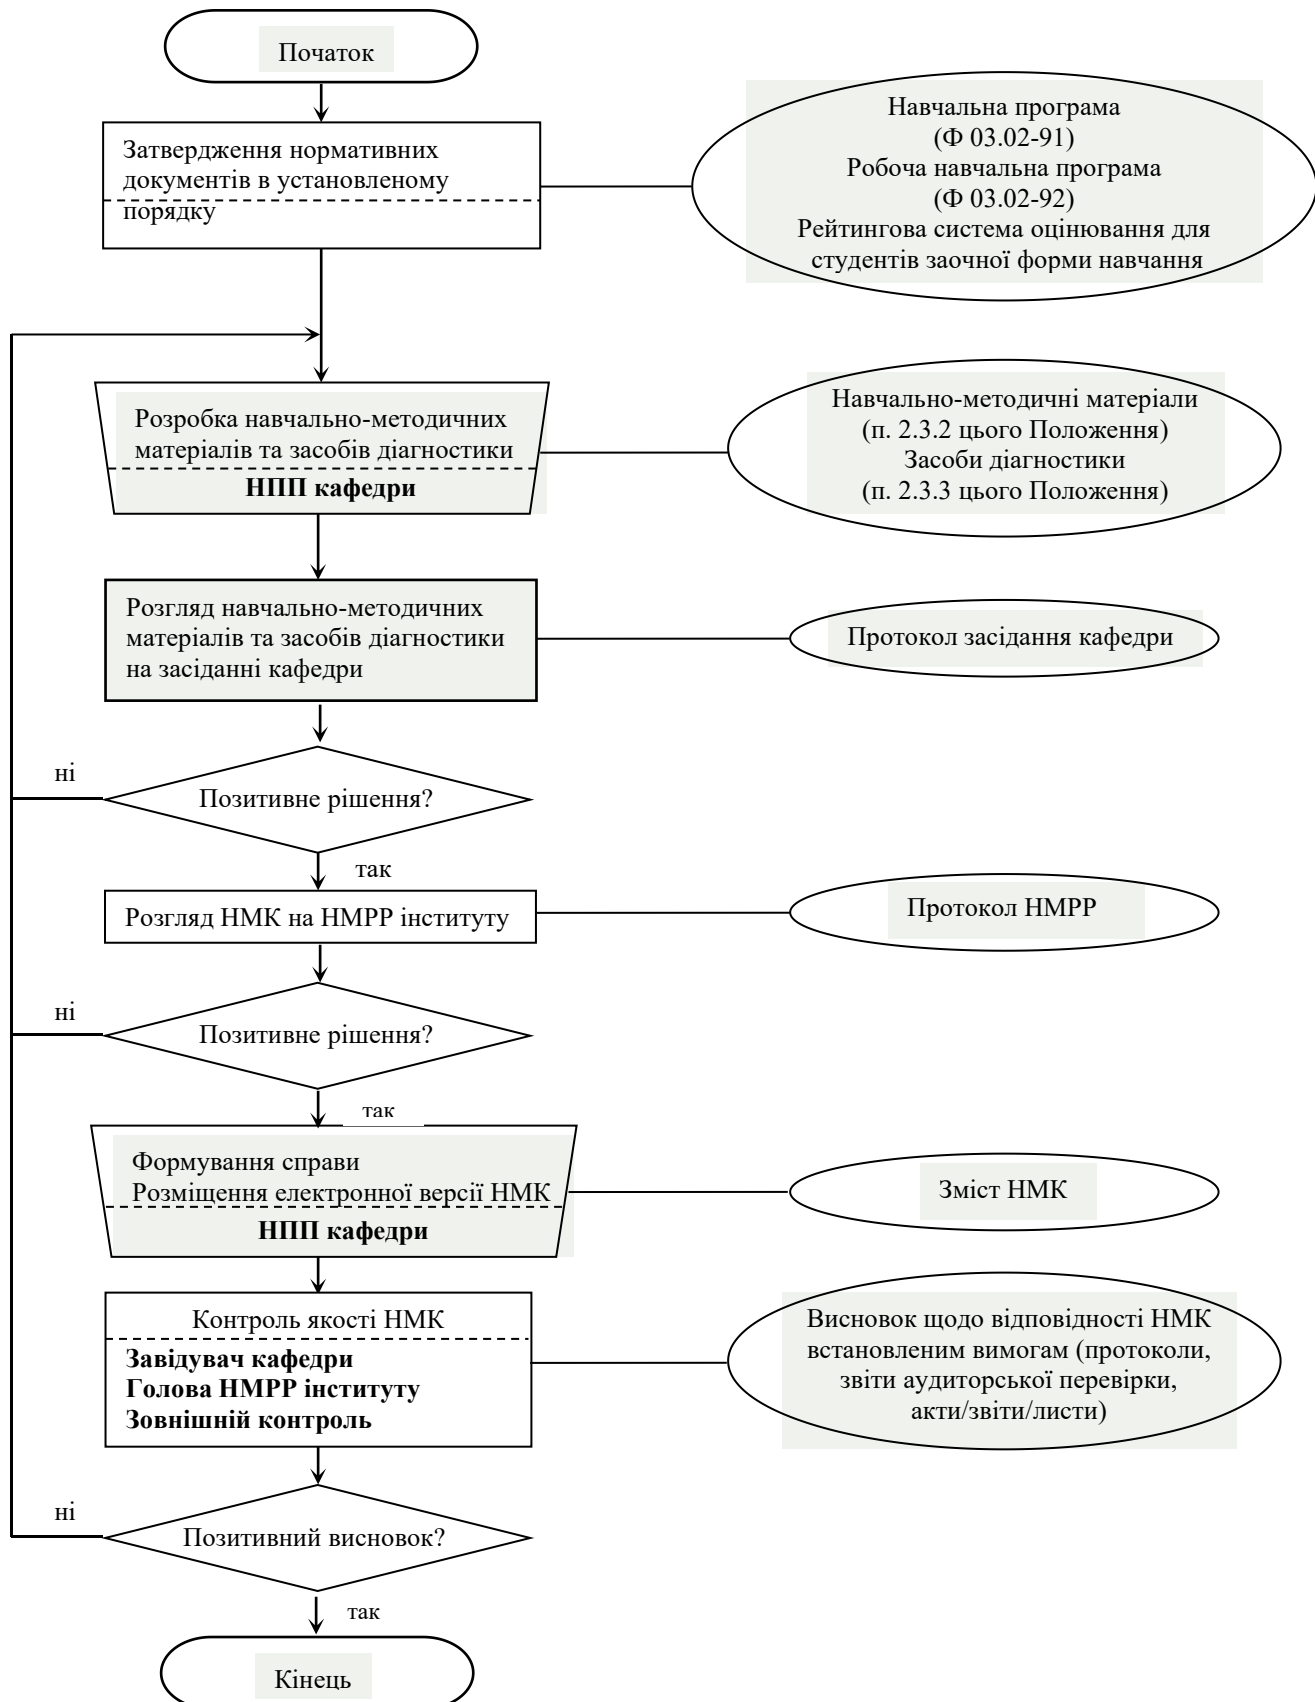 Початок
Затвердження нормативних
документів в установленому
порядку
Навчальна програма
(Ф 03.02-91)
Робоча навчальна програма
(Ф 03.02-92)
Рейтингова система оцінювання для
студентів заочної форми навчання
Розробка навчально-методичних
матеріалів та засобів діагностики
НПП кафедри
Навчально-методичні матеріали
(п. 2.3.2 цього Положення)
Засоби діагностики
(п. 2.3.3 цього Положення)
Розгляд навчально-методичних
матеріалів та засобів діагностики
на засіданні кафедри
Протокол засідання кафедри
ні
Позитивне рішення?
так
Розгляд НМК на НМРР інституту
Протокол НМРР
ні
Позитивне рішення?
так
Формування справи
Розміщення електронної версії НМК
НПП кафедри
Зміст НМК
Контроль якості НМК
Завідувач кафедри
Голова НМРР інституту
Зовнішній контроль
Висновок щодо відповідності НМК
встановленим вимогам (протоколи,
звіти аудиторської перевірки,
акти/звіти/листи)
ні
Позитивний висновок?
так
Кінець